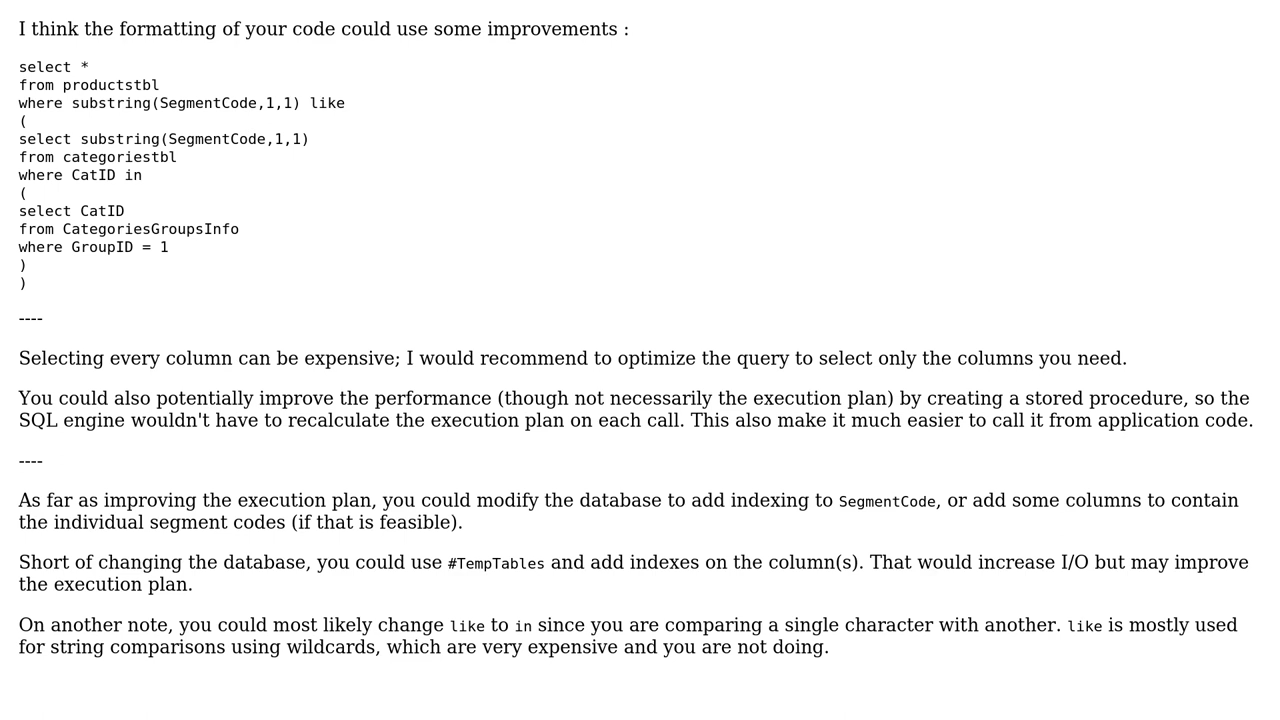 I think the formatting of your code could use some improvements :
select *
from productstbl
where substring(SegmentCode,1,1) like
(
select substring(SegmentCode,1,1)
from categoriestbl
where CatID in
(
select CatID
from CategoriesGroupsInfo
where GroupID = 1
)
)
----
Selecting every column can be expensive; I would recommend to optimize the query to select only the columns you need.
You could also potentially improve the performance (though not necessarily the execution plan) by creating a stored procedure, so the
SQL engine wouldn't have to recalculate the execution plan on each call. This also make it much easier to call it from application code.
----
As far as improving the execution plan, you could modify the database to add indexing to SegmentCode, or add some columns to contain
the individual segment codes (if that is feasible).
Short of changing the database, you could use #TempTables and add indexes on the column(s). That would increase I/O but may improve
the execution plan.
On another note, you could most likely change like to in since you are comparing a single character with another. like is mostly used
for string comparisons using wildcards, which are very expensive and you are not doing.